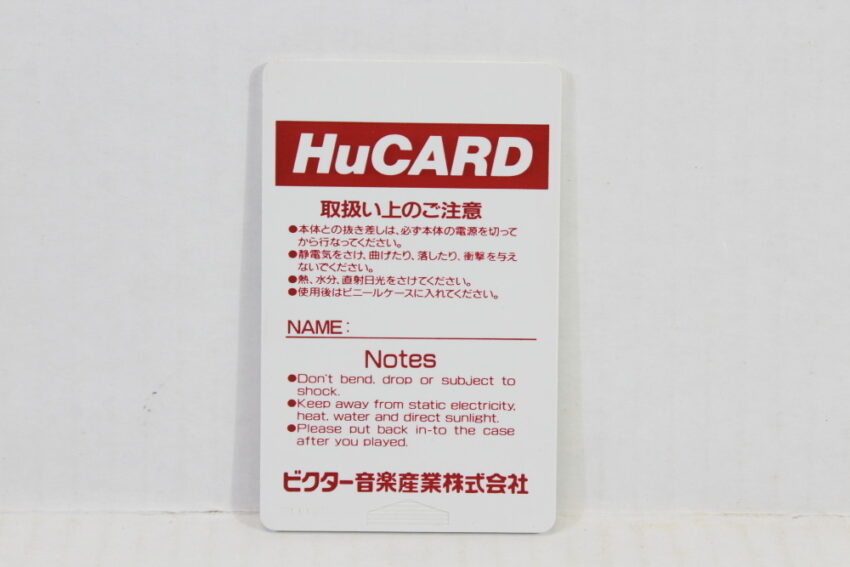 HuCARD
取扱い上のご注意
●本体との抜き差しは、必ず本体の電源を切って
から行なってください。
●静電気をさけ、曲げたり、落したり、衝撃を与え
ないでください。
●熱、水分、直射日光をさけてください。
●使用後はビニールケースに入れてください。
NAME:
Notes
●Don't bend, drop or subject to
shock.
●Keep away from static electricity,
heat, water and direct sunlight.
●Please put back in-to the case
after you played.
ビクター音楽産業株式会社